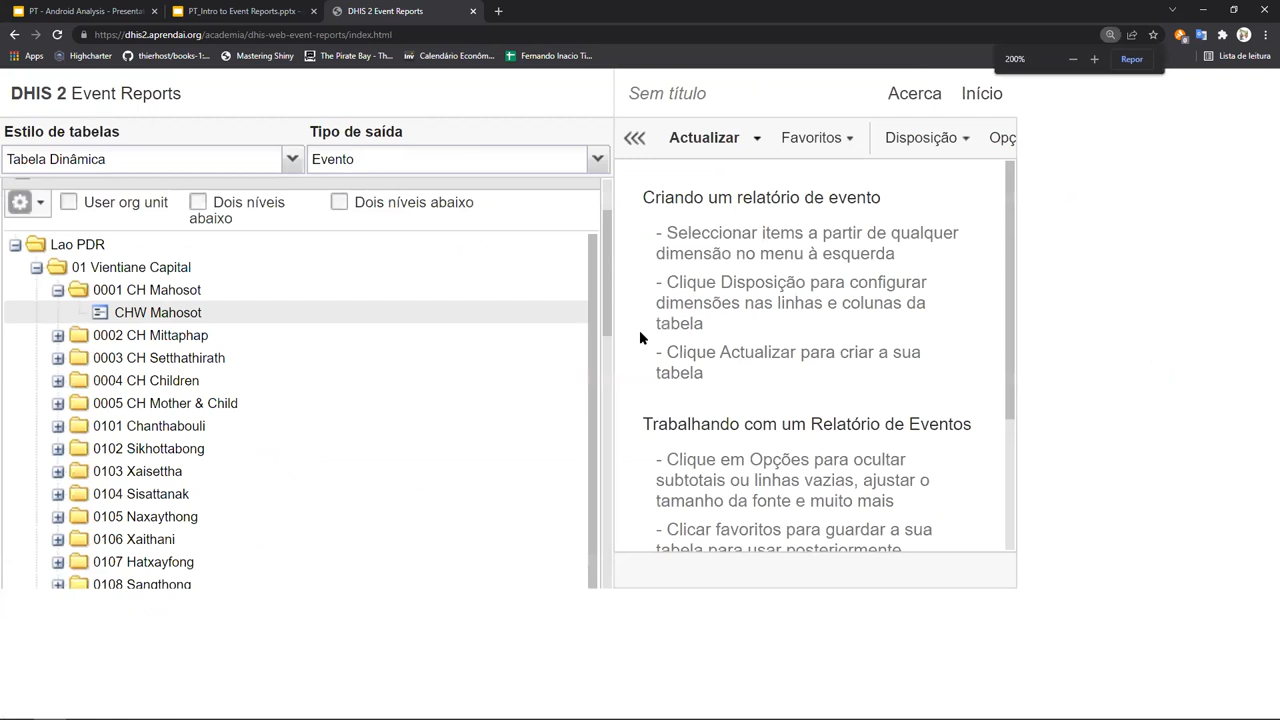 PT - Android Analysis - Presentat
PT_Intro to Event Reports.pptx -
DHIS 2 Event Reports
https://dhis2.aprendai.org/academia/dhis-web-event-reports/index.html
Apps
Highcharter
thierhost/books-1:...
Mastering Shiny
The Pirate Bay - Th...
Calendário Econôm...
Fernando Inacio Ti...
Lista de leitura
200%
Repor
DHIS 2 Event Reports
Sem título
Acerca
Início
Estilo de tabelas
Tipo de saída
Tabela Dinâmica
Evento
Actualizar
Favoritos
Disposição
Opç
User org unit
Dois níveis
abaixo
Dois níveis abaixo
Lao PDR
01 Vientiane Capital
0001 CH Mahosot
CHW Mahosot
0002 CH Mittaphap
0003 CH Setthathirath
0004 CH Children
0005 CH Mother & Child
0101 Chanthabouli
0102 Sikhottabong
0103 Xaisettha
0104 Sisattanak
0105 Naxaythong
0106 Xaithani
0107 Hatxayfong
0108 Sangthong
Criando um relatório de evento
- Seleccionar items a partir de qualquer
dimensão no menu à esquerda
- Clique Disposição para configurar
dimensões nas linhas e colunas da
tabela
- Clique Actualizar para criar a sua
tabela
Trabalhando com um Relatório de Eventos
- Clique em Opções para ocultar
subtotais ou linhas vazias, ajustar o
tamanho da fonte e muito mais
- Clicar favoritos para guardar a sua
tabela para usar posteriormente